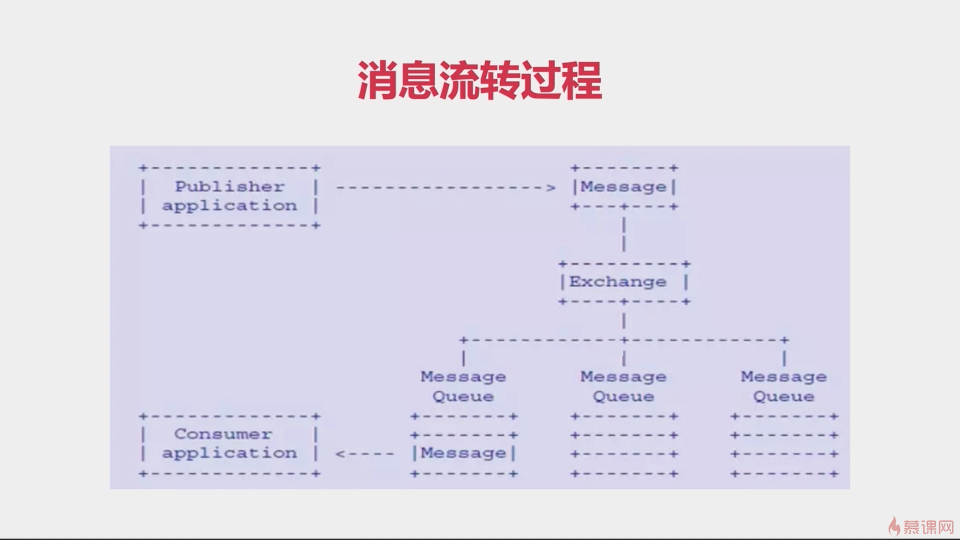 消息流转过程
Publisher
application
Message
Exchange
Message Queue
Message Queue
Message Queue
Consumer
application
Message
慕课网